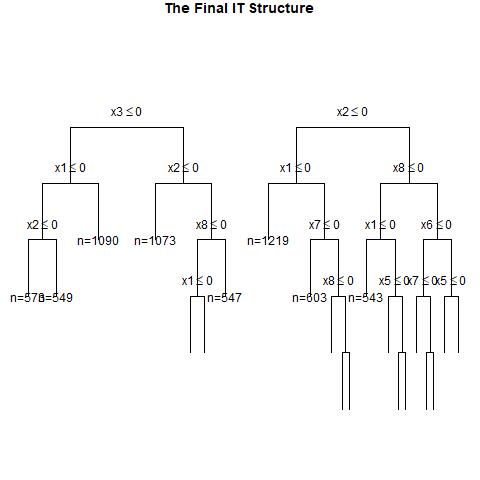 The Final IT Structure
x3 ≤ 0
x2 ≤ 0
x1 ≤ 0
x2 ≤ 0
x1 ≤ 0
x8 ≤ 0
x2 ≤ 0
n=1090
n=1073
x8 ≤ 0
n=1219
x7 ≤ 0
x1 ≤ 0
x6 ≤ 0
n=549
x1 ≤ 0
n=547
n=603
x8 ≤ 0
n=543
x5 ≤ 0
x7 ≤ 0
x5 ≤ 0